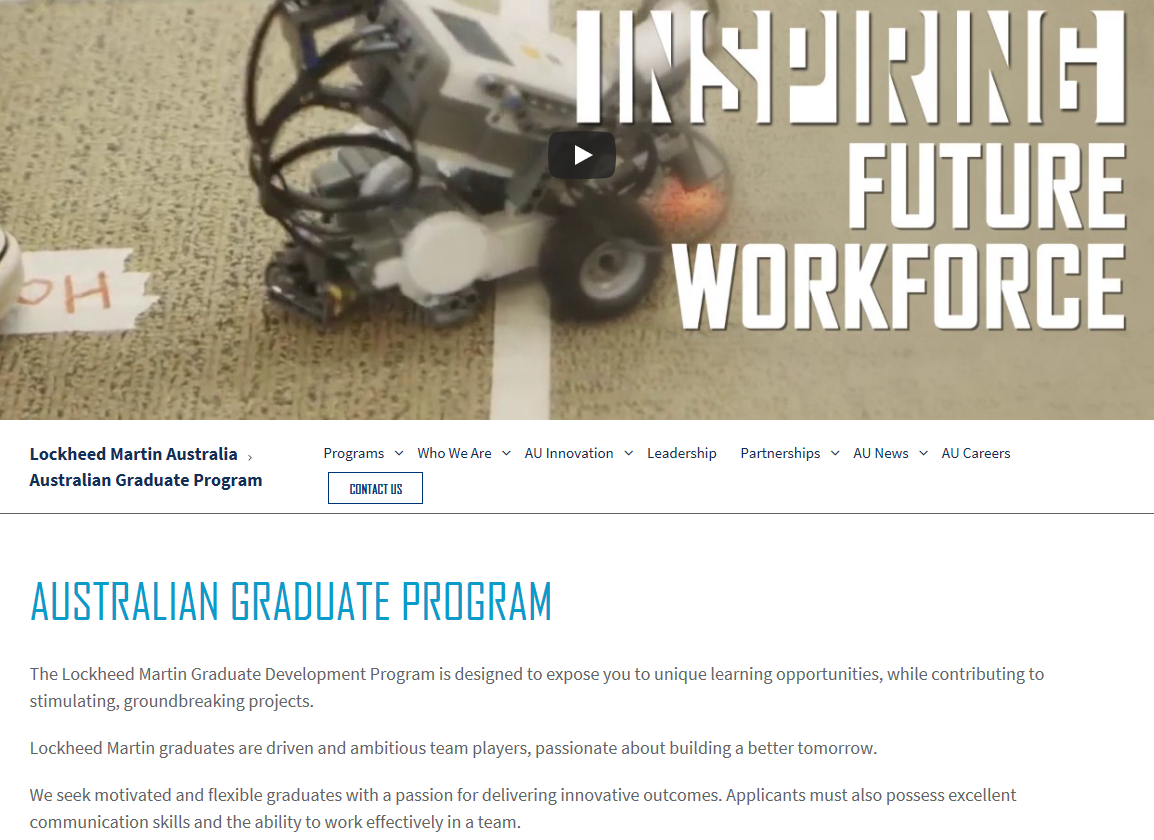 INSPIRING
FUTURE
WORKFORCE
OH
Lockheed Martin Australia ›
Australian Graduate Program
Programs Who We Are AU Innovation Leadership Partnerships AU News AU Careers
CONTACT US
AUSTRALIAN GRADUATE PROGRAM
The Lockheed Martin Graduate Development Program is designed to expose you to unique learning opportunities, while contributing to
stimulating, groundbreaking projects.
Lockheed Martin graduates are driven and ambitious team players, passionate about building a better tomorrow.
We seek motivated and flexible graduates with a passion for delivering innovative outcomes. Applicants must also possess excellent
communication skills and the ability to work effectively in a team.